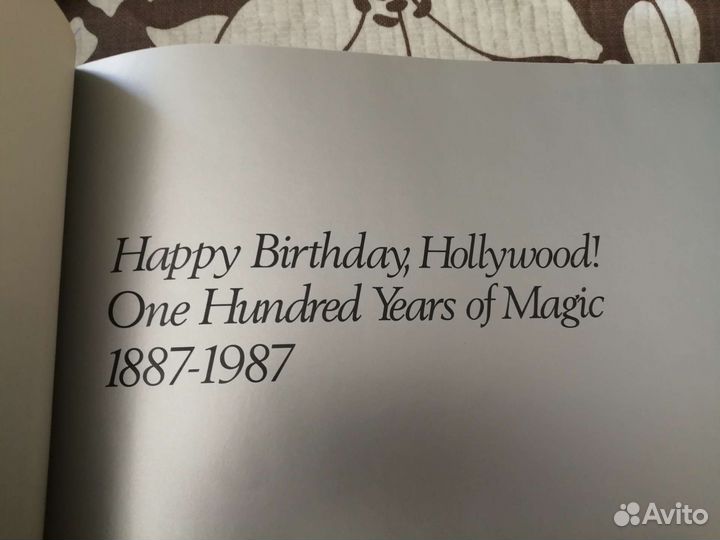 Happy Birthday, Hollywood!
One Hundred Years of Magic
1887-1987
Avito